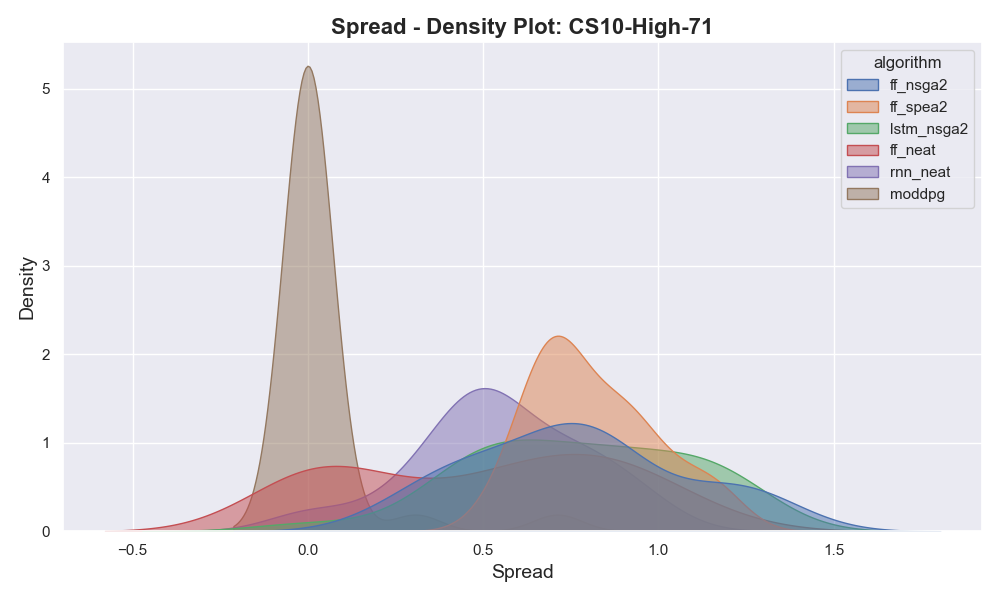 Spread - Density Plot: CS10-High-71
algorithm
ff_nsga2
ff_spea2
lstm_nsga2
ff_neat
rnn_neat
moddpg
Density
5
4
3
2
1
0
−0.5
0.0
0.5
1.0
1.5
Spread